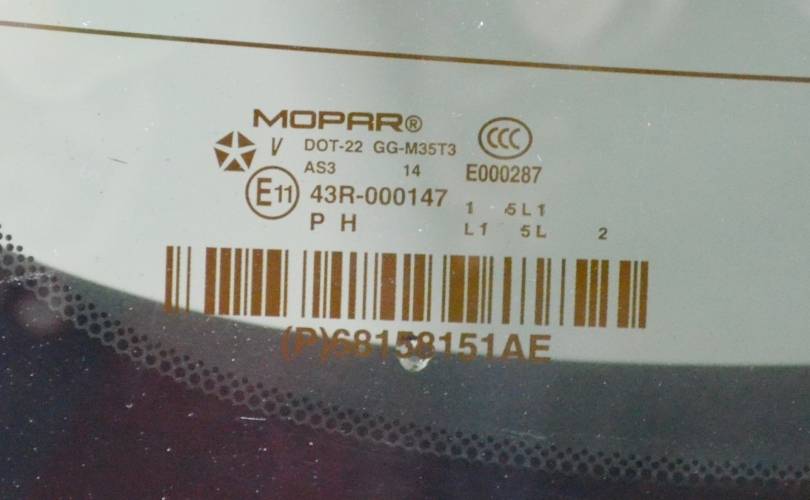 MOPAR®
CCC
V DOT-22 GG-M35T3
AS3 14 E000287
E11 43R-000147 1 5L1
P H L1 5L 2
(P)68158151AE